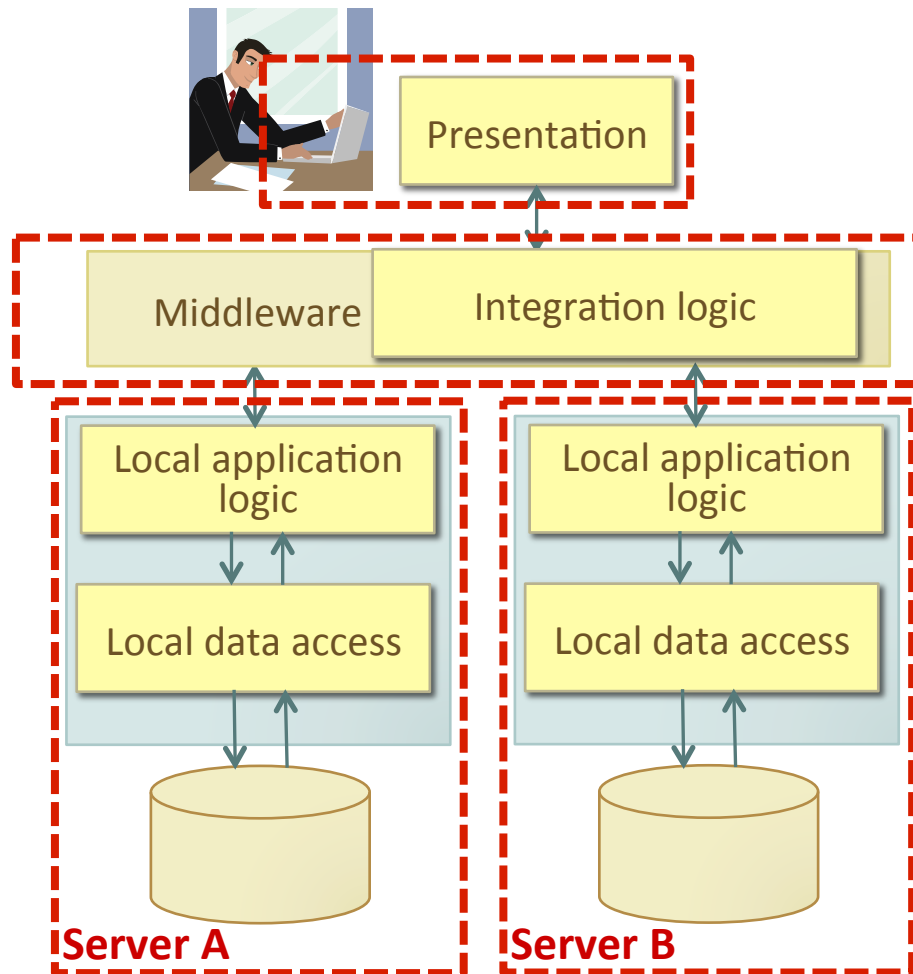 Presentation
Middleware
Integration logic
Local application
logic
Local data access
Server A
Local application
logic
Local data access
Server B